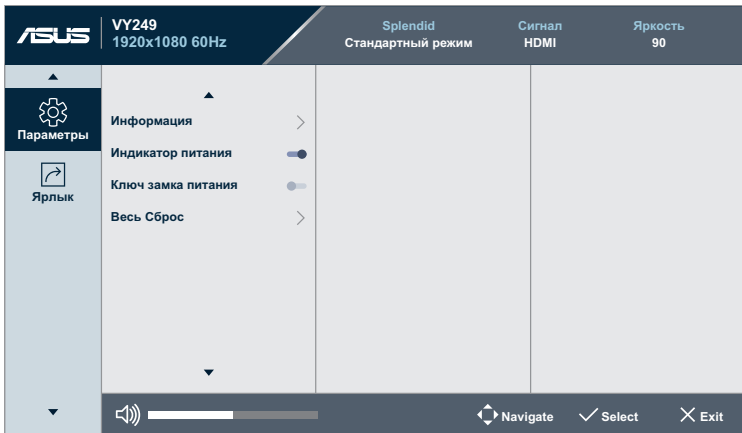 ASUS
VY249
1920x1080 60Hz
Splendid
Стандартный режим
Сигнал
HDMI
Яркость
90
Параметры
Ярлык
Информация
Индикатор питания
Ключ замка питания
Весь Сброс
Navigate
Select
Exit